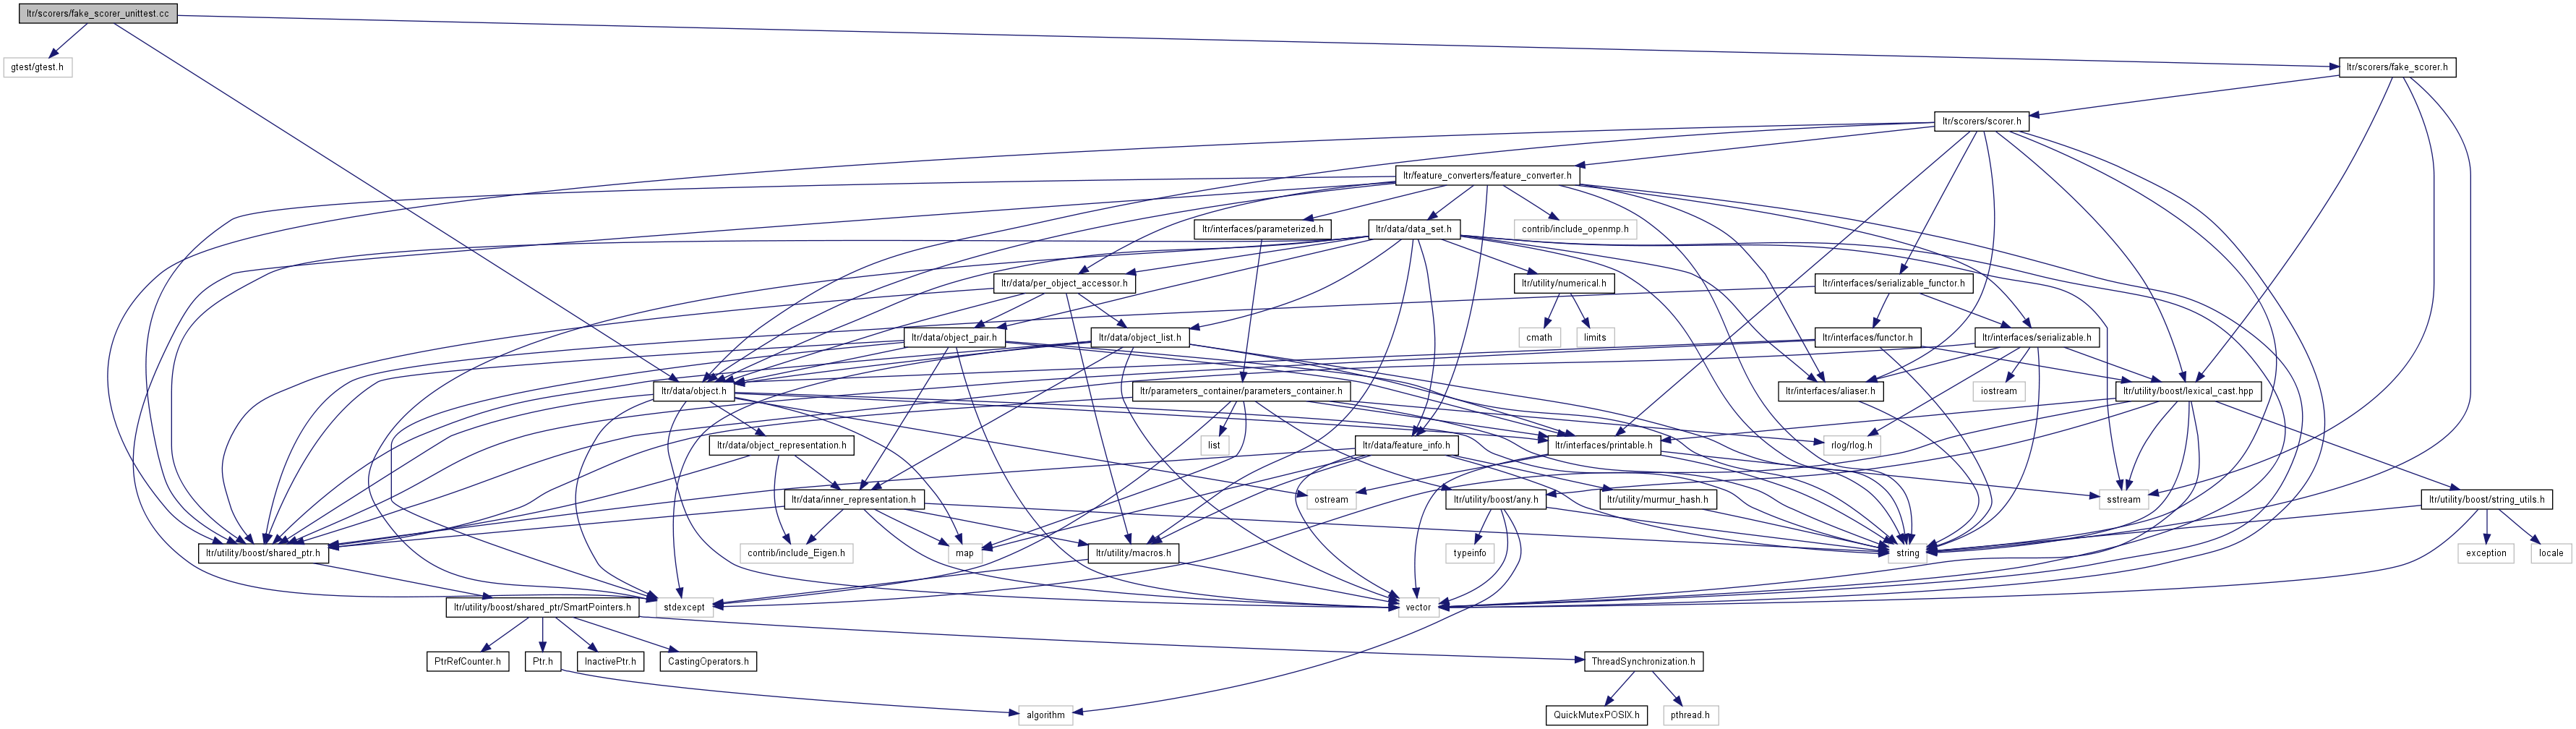 ltr/scorers/fake_scorer_unittest.cc
gtest/gtest.h
ltr/scorers/fake_scorer.h
ltr/scorers/scorer.h
ltr/feature_converters/feature_converter.h
ltr/interfaces/parameterized.h
ltr/data/data_set.h
contrib/include_openmp.h
ltr/data/per_object_accessor.h
ltr/utility/numerical.h
ltr/interfaces/serializable_functor.h
ltr/data/object_pair.h
ltr/data/object_list.h
cmath
limits
ltr/interfaces/functor.h
ltr/interfaces/serializable.h
ltr/data/object.h
ltr/parameters_container/parameters_container.h
ltr/interfaces/aliaser.h
iostream
ltr/utility/boost/lexical_cast.hpp
ltr/data/object_representation.h
list
ltr/data/feature_info.h
ltr/interfaces/printable.h
rlog/rlog.h
ltr/data/inner_representation.h
ostream
ltr/utility/boost/any.h
ltr/utility/murmur_hash.h
sstream
ltr/utility/boost/string_utils.h
ltr/utility/boost/shared_ptr.h
contrib/include_Eigen.h
map
ltr/utility/macros.h
typeinfo
string
exception
locale
ltr/utility/boost/shared_ptr/SmartPointers.h
stdexcept
vector
PtrRefCounter.h
Ptr.h
InactivePtr.h
CastingOperators.h
ThreadSynchronization.h
algorithm
QuickMutexPOSIX.h
pthread.h